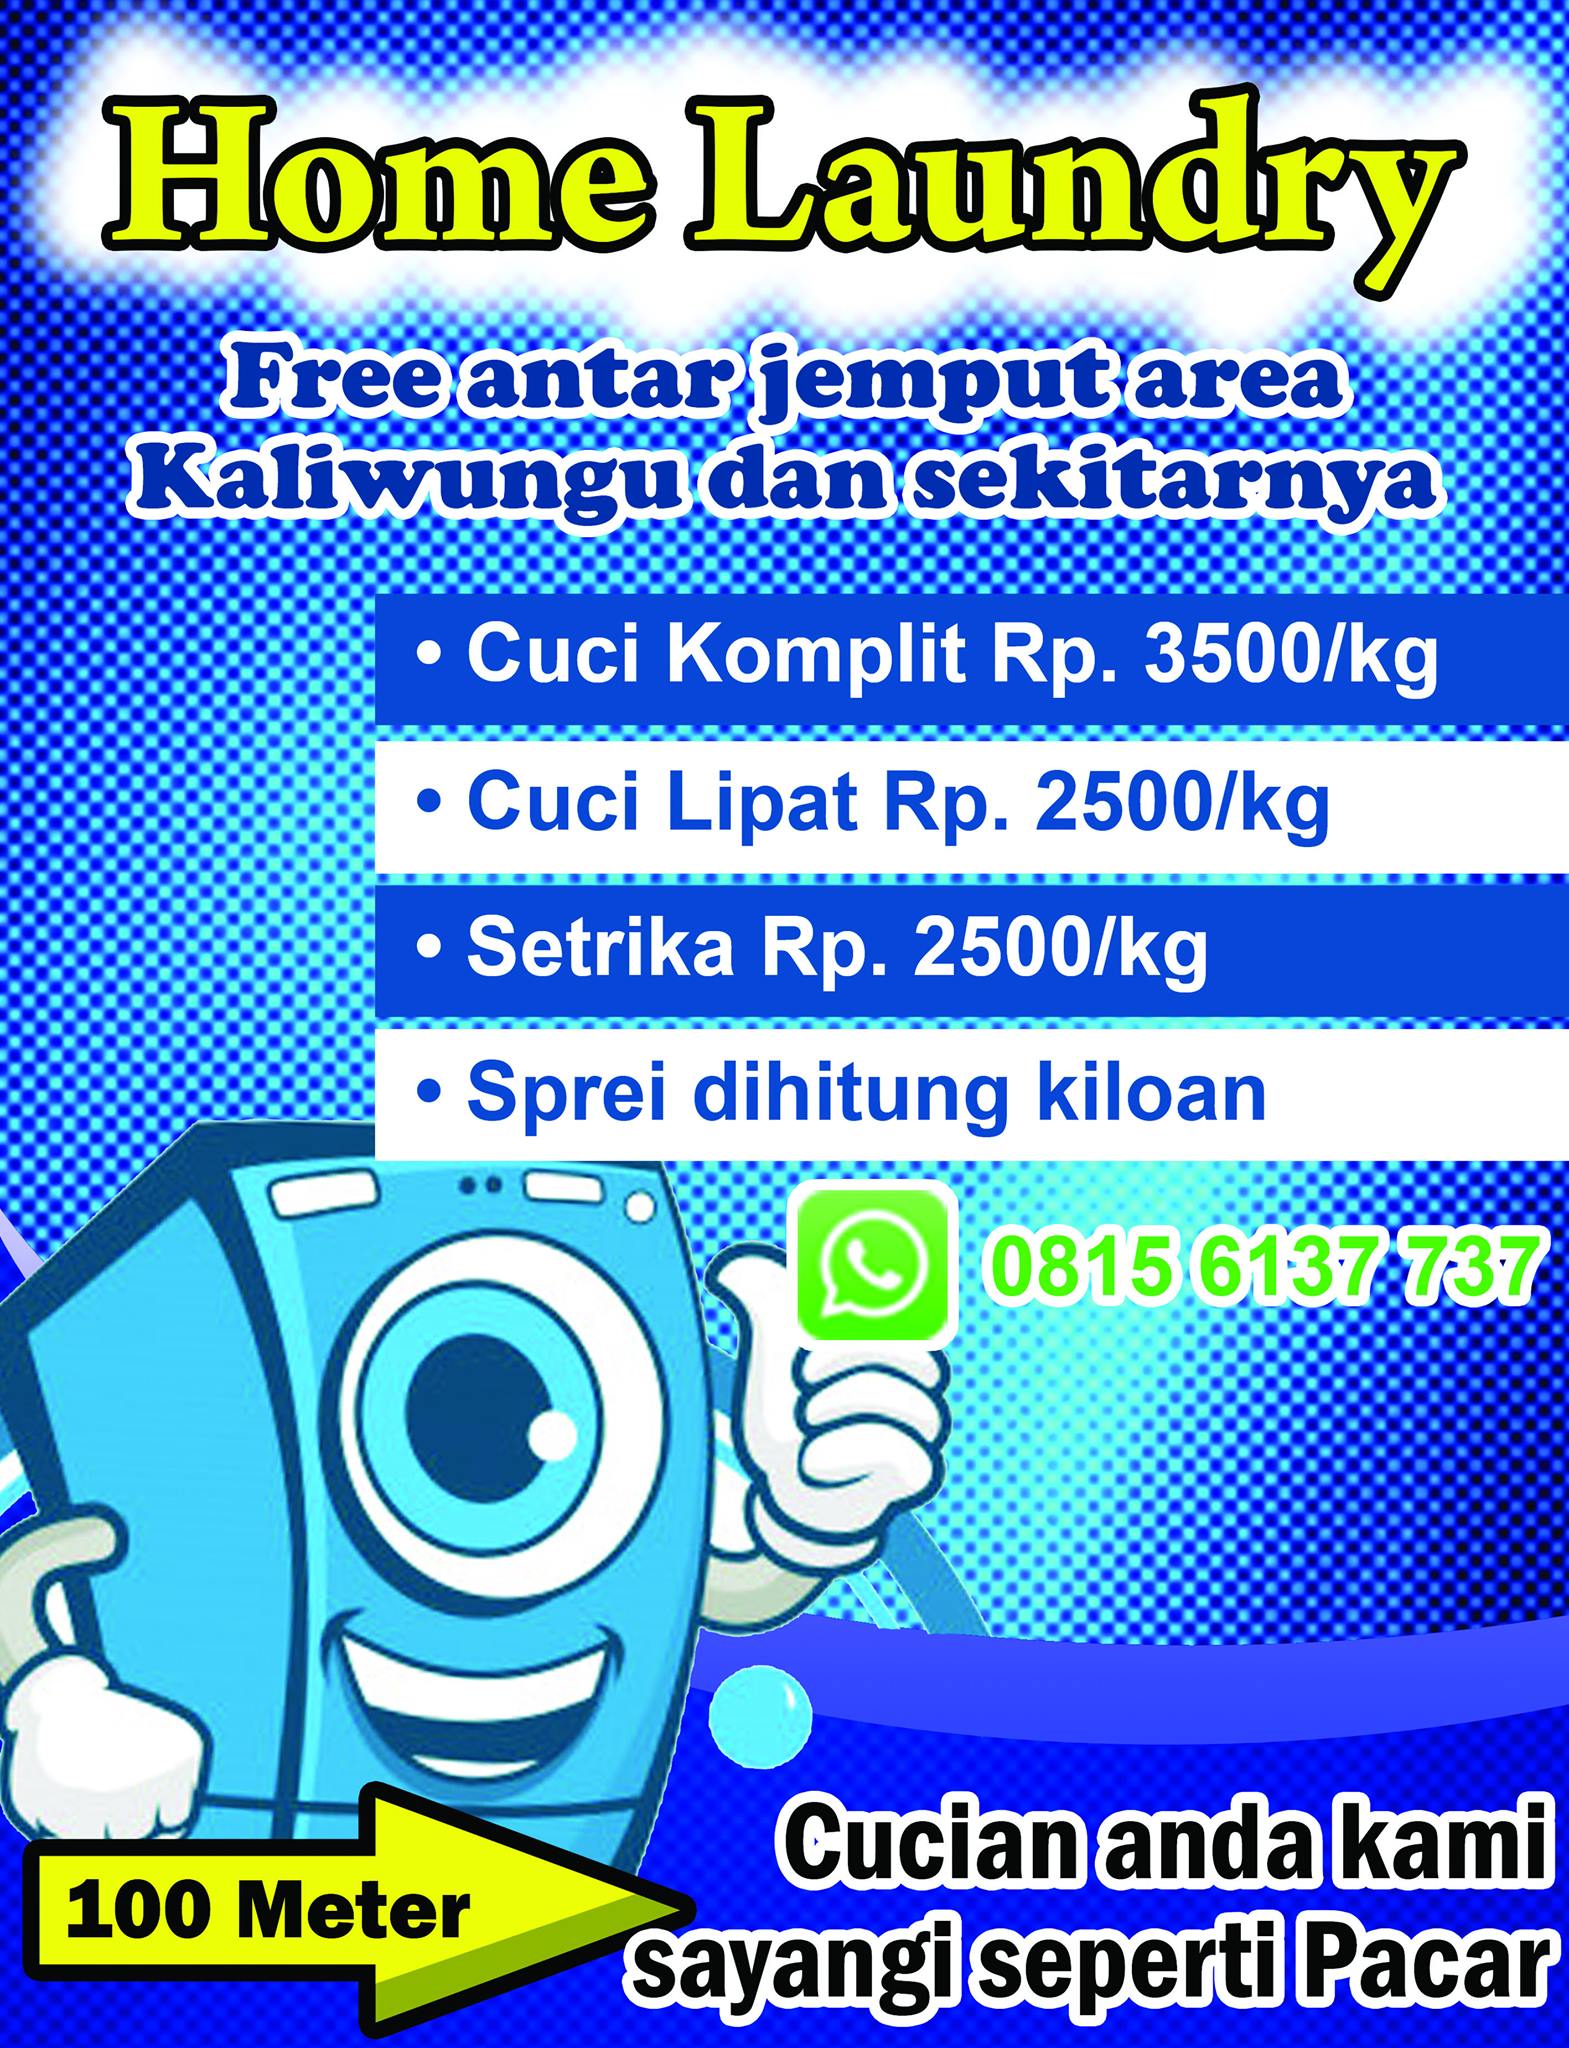 Home Laundry
Free antar jemput area
Kaliwungu dan sekitarnya
• Cuci Komplit Rp. 3500/kg
• Cuci Lipat Rp. 2500/kg
• Setrika Rp. 2500/kg
• Sprei dihitung kiloan
0815 6137 737
100 Meter
Cucian anda kami
sayangi seperti Pacar